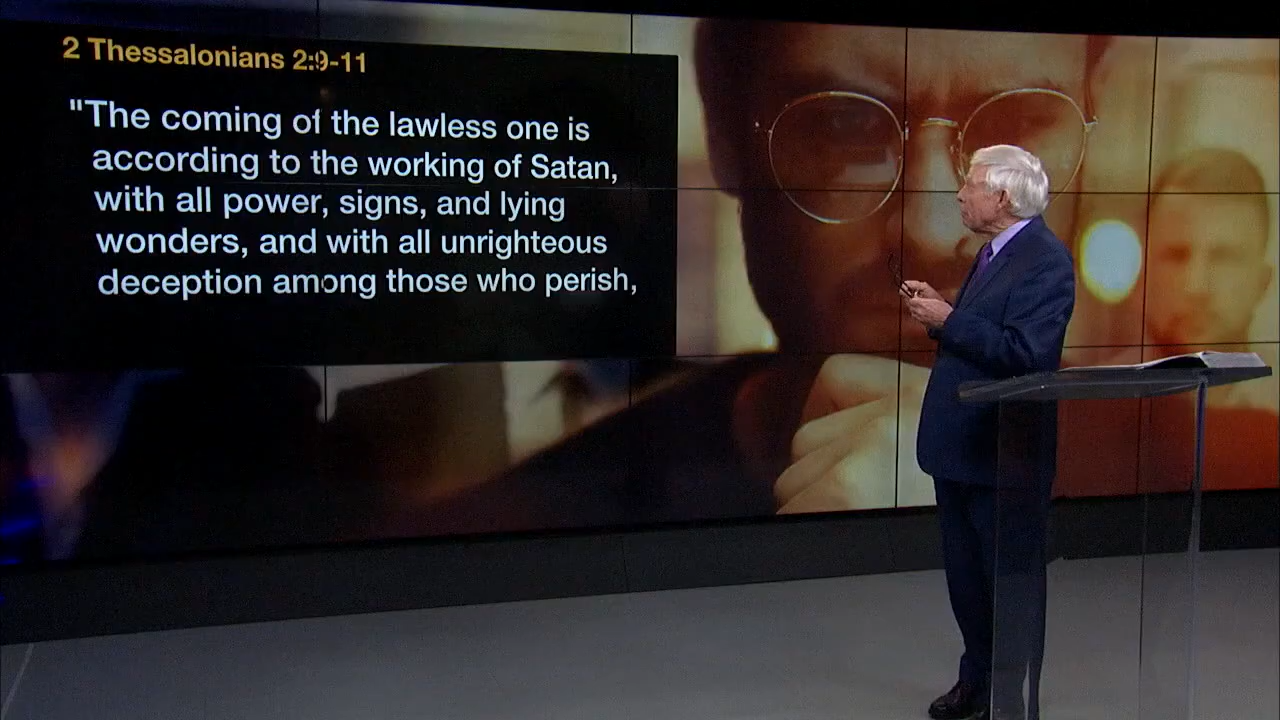 2 Thessalonians 2:9-11
"The coming of the lawless one is
according to the working of Satan,
with all power, signs, and lying
wonders, and with all unrighteous
deception among those who perish,